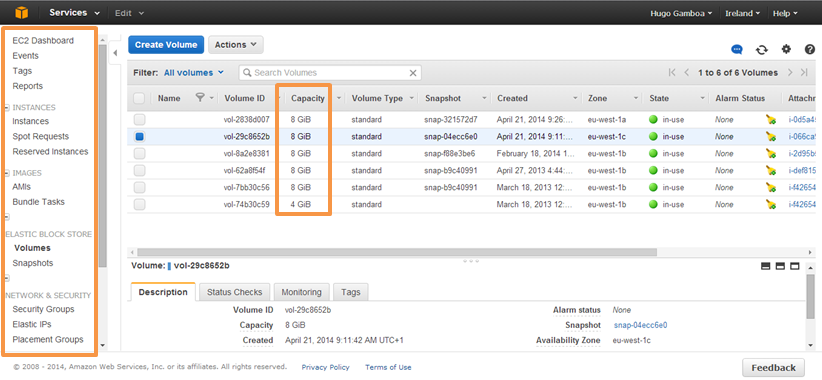 Services Edit Hugo Gamboa Ireland Help
EC2 Dashboard
Events
Tags
Reports
INSTANCES
Instances
Spot Requests
Reserved Instances
IMAGES
AMIs
Bundle Tasks
ELASTIC BLOCK STORE
Volumes
Snapshots
NETWORK & SECURITY
Security Groups
Elastic IPs
Placement Groups
Create Volume Actions
Filter: All volumes Search Volumes 1 to 6 of 6 Volumes
Name Volume ID Capacity Volume Type Snapshot Created Zone State Alarm Status Attachm
vol-2838d007 8 GiB standard snap-321572d7 April 21, 2014 9:26:... eu-west-1a in-use None i-0d5a4
vol-29c8652b 8 GiB standard snap-04ecc6e0 April 21, 2014 9:11:... eu-west-1c in-use None i-066ca
vol-8a2e8381 8 GiB standard snap-f88e3be6 February 18, 2014 1... eu-west-1b in-use None i-2d95b
vol-62a8f54f 8 GiB standard snap-b9c40991 April 27, 2013 4:44:... eu-west-1b in-use None i-def815
vol-7bb30c56 8 GiB standard snap-b9c40991 March 18, 2013 12:... eu-west-1b in-use None i-f42654
vol-74b30c59 4 GiB standard March 18, 2013 12:... eu-west-1b in-use None i-f42654
Volume: vol-29c8652b
Description Status Checks Monitoring Tags
Volume ID vol-29c8652b Alarm status None
Capacity 8 GiB Snapshot snap-04ecc6e0
Created April 21, 2014 9:11:42 AM UTC+1 Availability Zone eu-west-1c
© 2008 - 2014, Amazon Web Services, Inc. or its affiliates. All rights reserved. Privacy Policy Terms of Use Feedback